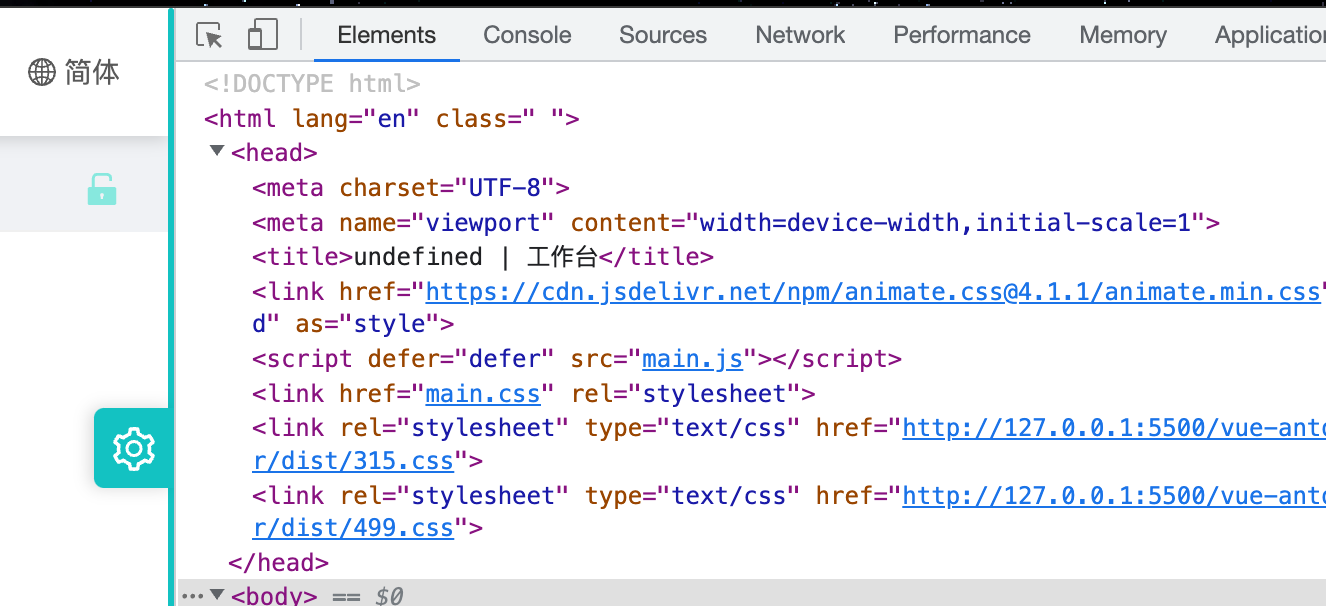 简体
Elements Console Sources Network Performance Memory Application
<!DOCTYPE html>
<html lang="en" class=" ">
<head>
<meta charset="UTF-8">
<meta name="viewport" content="width=device-width,initial-scale=1">
<title>undefined | 工作台</title>
<link href="https://cdn.jsdelivr.net/npm/animate.css@4.1.1/animate.min.css"
d" as="style">
<script defer="defer" src="main.js"></script>
<link href="main.css" rel="stylesheet">
<link rel="stylesheet" type="text/css" href="http://127.0.0.1:5500/vue-ant
r/dist/315.css">
<link rel="stylesheet" type="text/css" href="http://127.0.0.1:5500/vue-ant
r/dist/499.css">
</head>
··· <body> == $0